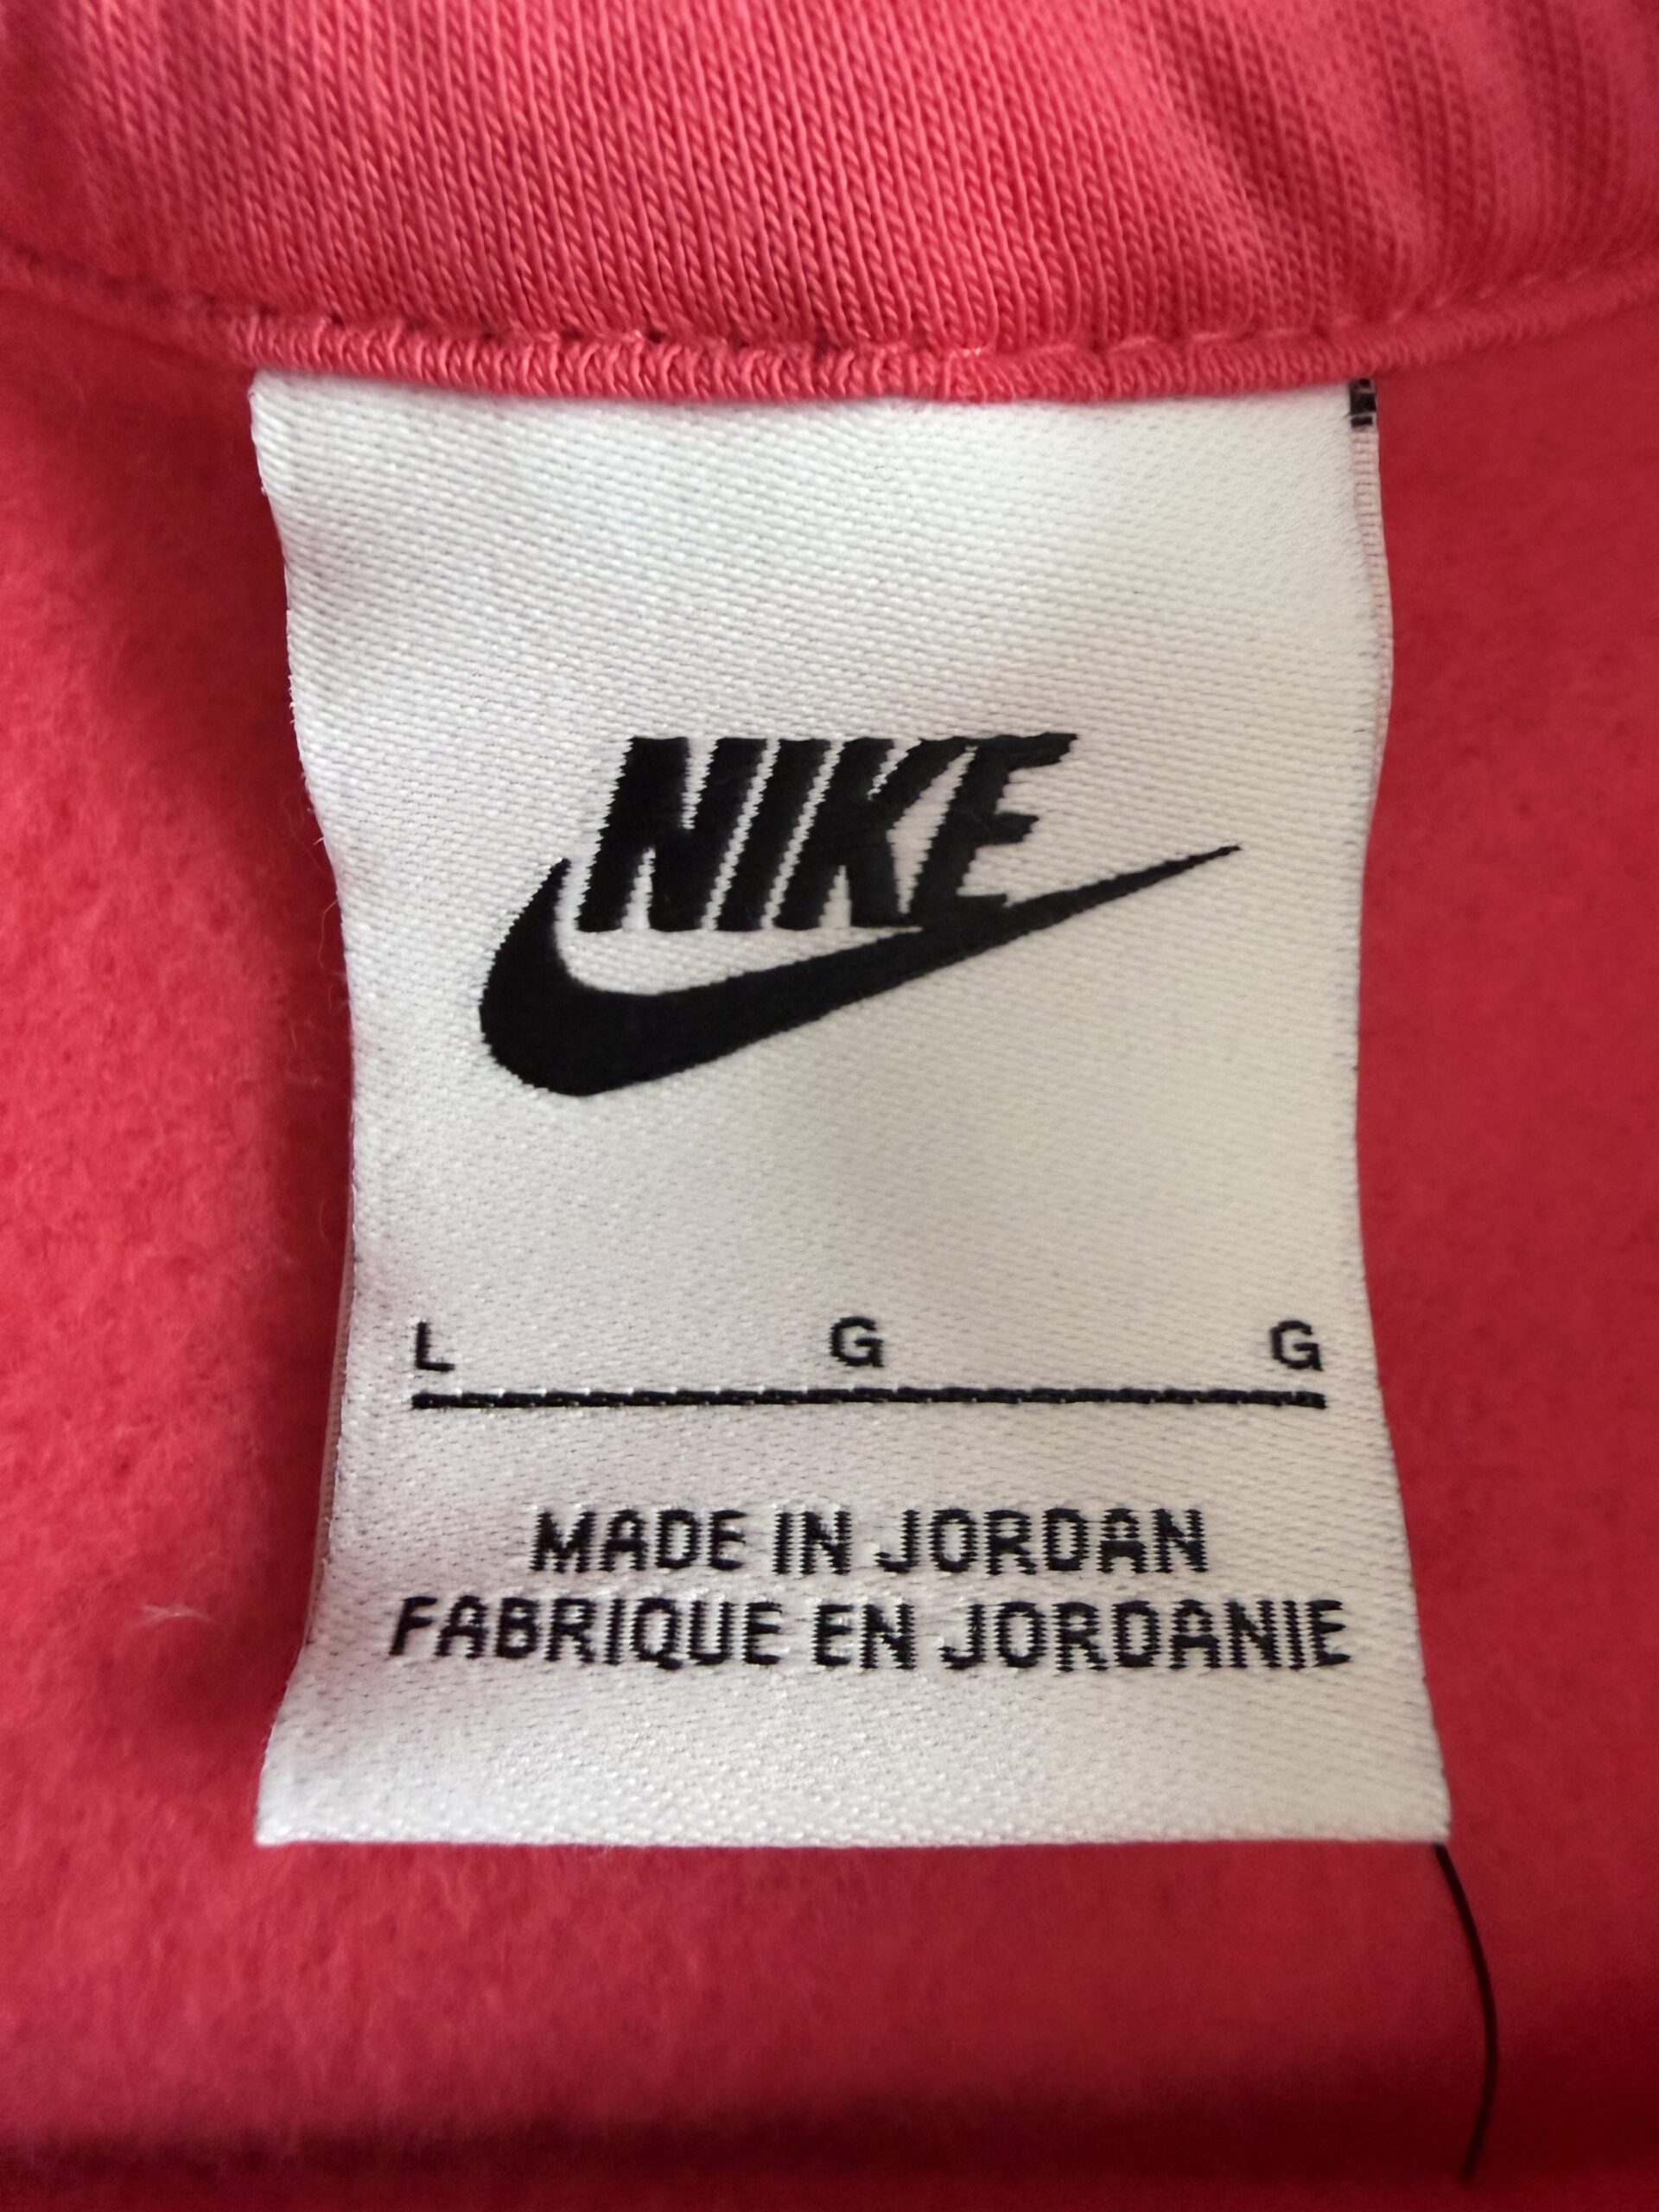 NIKE
L G G
MADE IN JORDAN
FABRIQUE EN JORDANIE